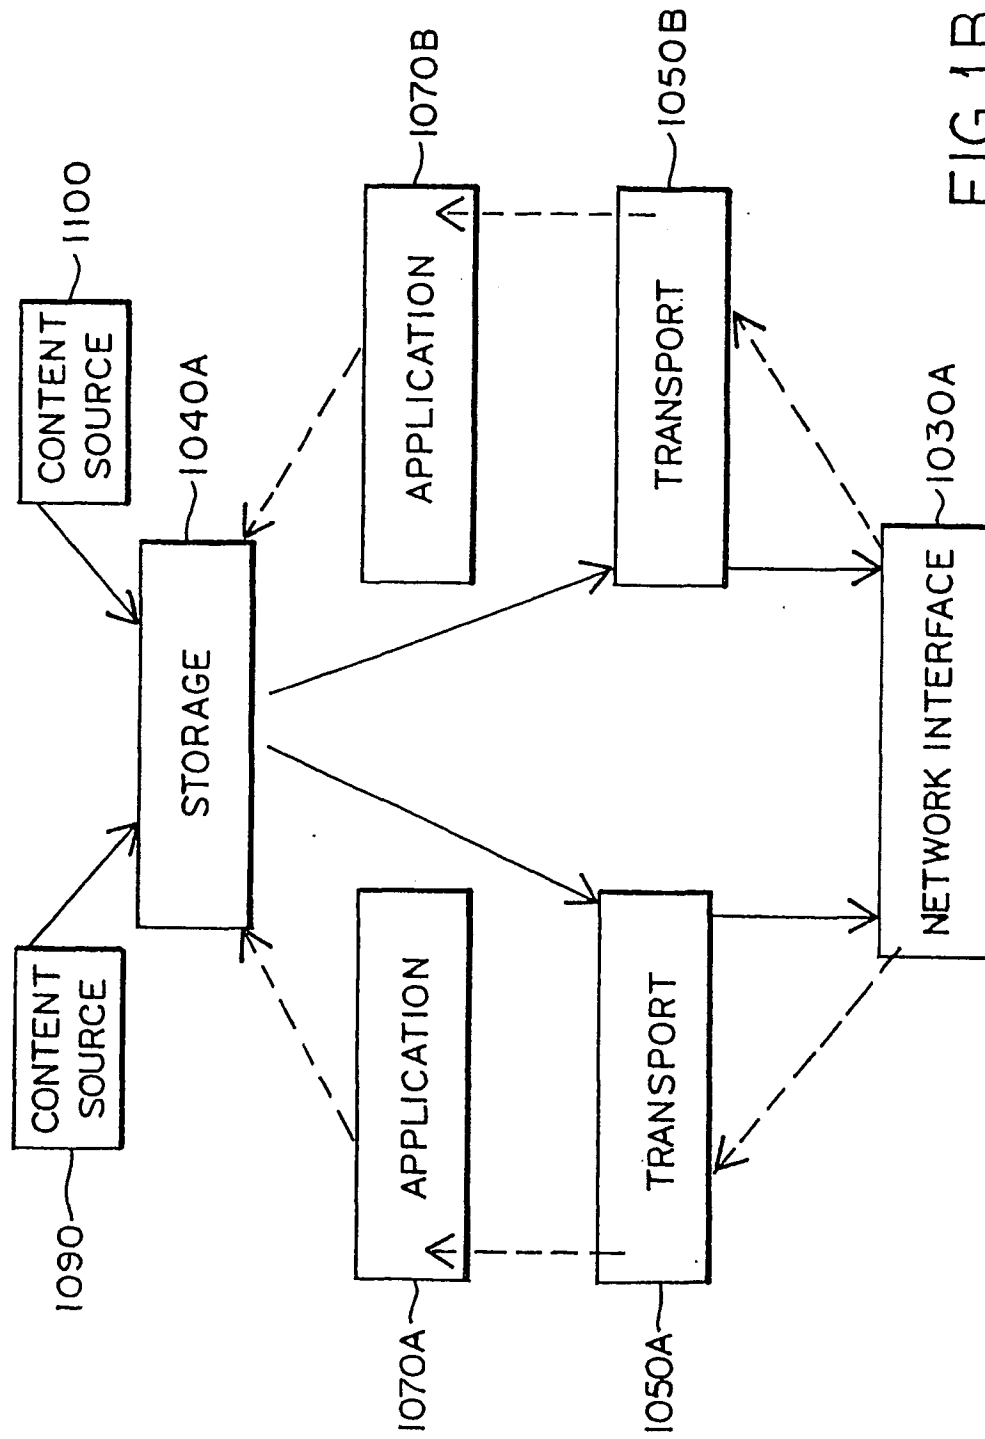 CONTENT
SOURCE
1090
CONTENT
SOURCE
1100
STORAGE
1040A
APPLICATION
1070A
APPLICATION
1070B
TRANSPORT
1050A
TRANSPORT
1050B
NETWORK INTERFACE
1030A
FIG. 1B